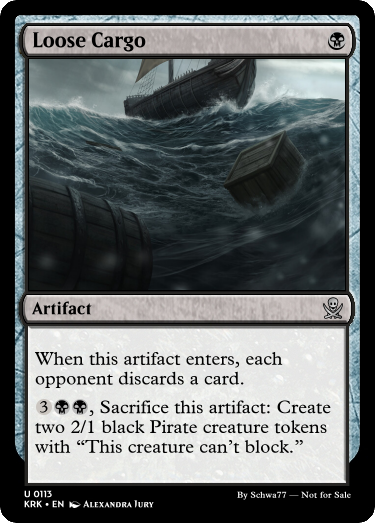 Loose Cargo
Artifact
When this artifact enters, each
opponent discards a card.
3, Sacrifice this artifact: Create
two 2/1 black Pirate creature tokens
with “This creature can’t block.”
U 0113
KRK • EN Alexandra Jury
By Schwa77 — Not for Sale